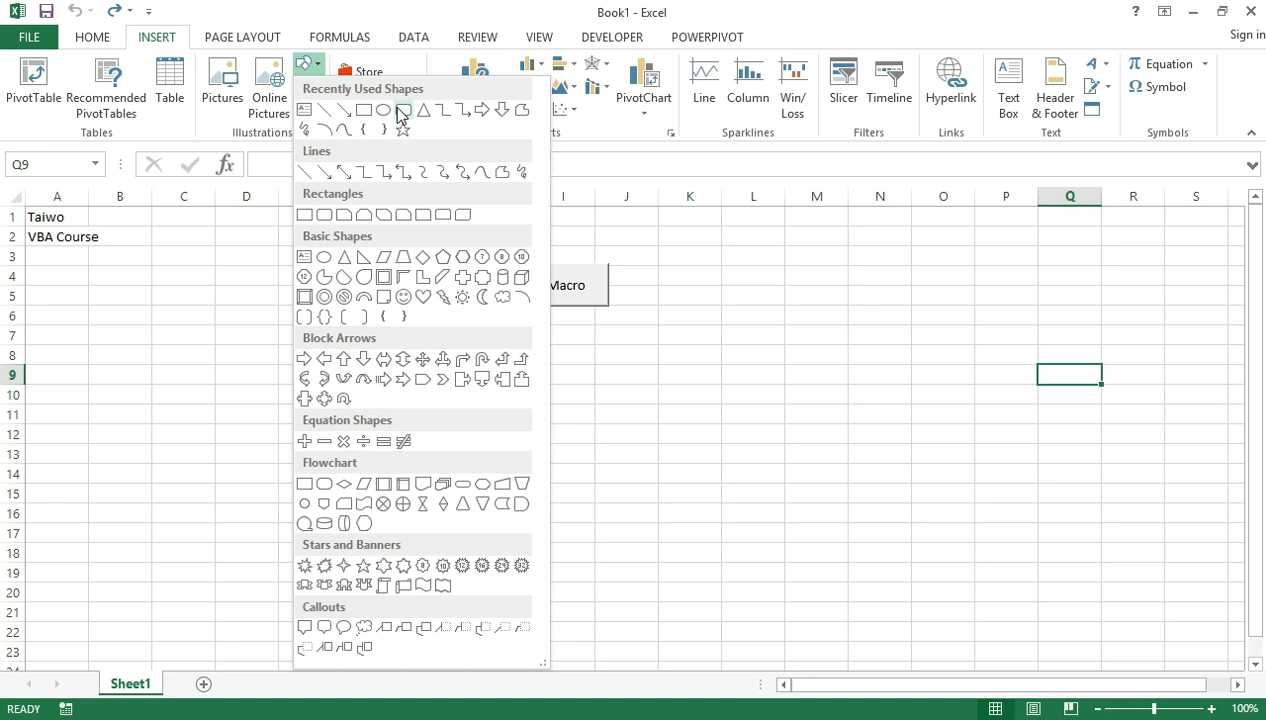 Book1 - Excel
?
FILE HOME INSERT PAGE LAYOUT FORMULAS DATA REVIEW VIEW DEVELOPER POWERPIVOT Sign in
PivotTable
Recommended
PivotTables
Table
Tables
Pictures
Online
Pictures
Illustrations
Store
PivotChart
Line
Column
Win/
Loss
Sparklines
Slicer
Timeline
Filters
Hyperlink
Links
Text
Box
Header
& Footer
Text
Equation
Symbol
Symbols
Q9
fx
Recently Used Shapes
Lines
Rectangles
Basic Shapes
Block Arrows
Equation Shapes
Flowchart
Stars and Banners
Callouts
A B C D I J K L M N O P Q R S
1 Taiwo
2 VBA Course
3
4
Macro
5
6
7
8
9
10
11
12
13
14
15
16
17
18
19
20
21
22
23
Sheet1
READY
100%